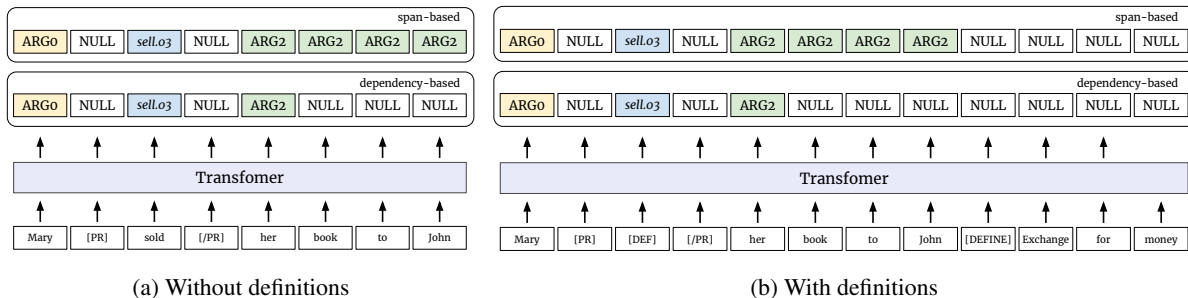 span-based
ARG0 NULL sell.03 NULL ARG2 ARG2 ARG2 ARG2
dependency-based
ARG0 NULL sell.03 NULL ARG2 NULL NULL NULL
Transfomer
Mary [PR] sold [/PR] her book to John
(a) Without definitions
span-based
ARG0 NULL sell.03 NULL ARG2 ARG2 ARG2 ARG2 NULL NULL NULL NULL
dependency-based
ARG0 NULL sell.03 NULL ARG2 NULL NULL NULL NULL NULL NULL NULL
Transfomer
Mary [PR] [DEF] [/PR] her book to John [DEFINE] Exchange for money
(b) With definitions